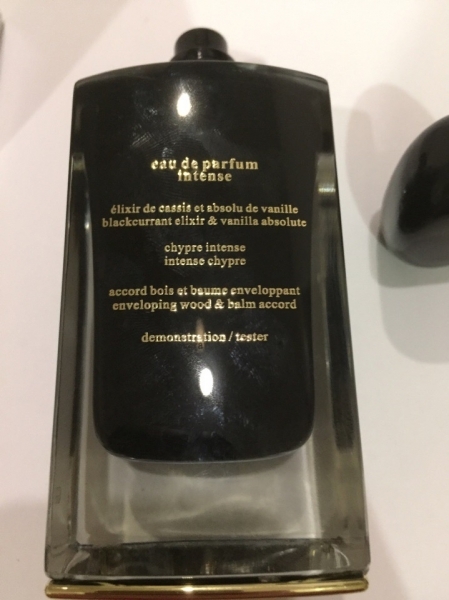 eau de parfum
intense
élixir de cassis et absolu de vanille
blackcurrant elixir & vanilla absolute
chypre intense
intense chypre
accord bois et baume enveloppant
enveloping wood & balm accord
demonstration/tester